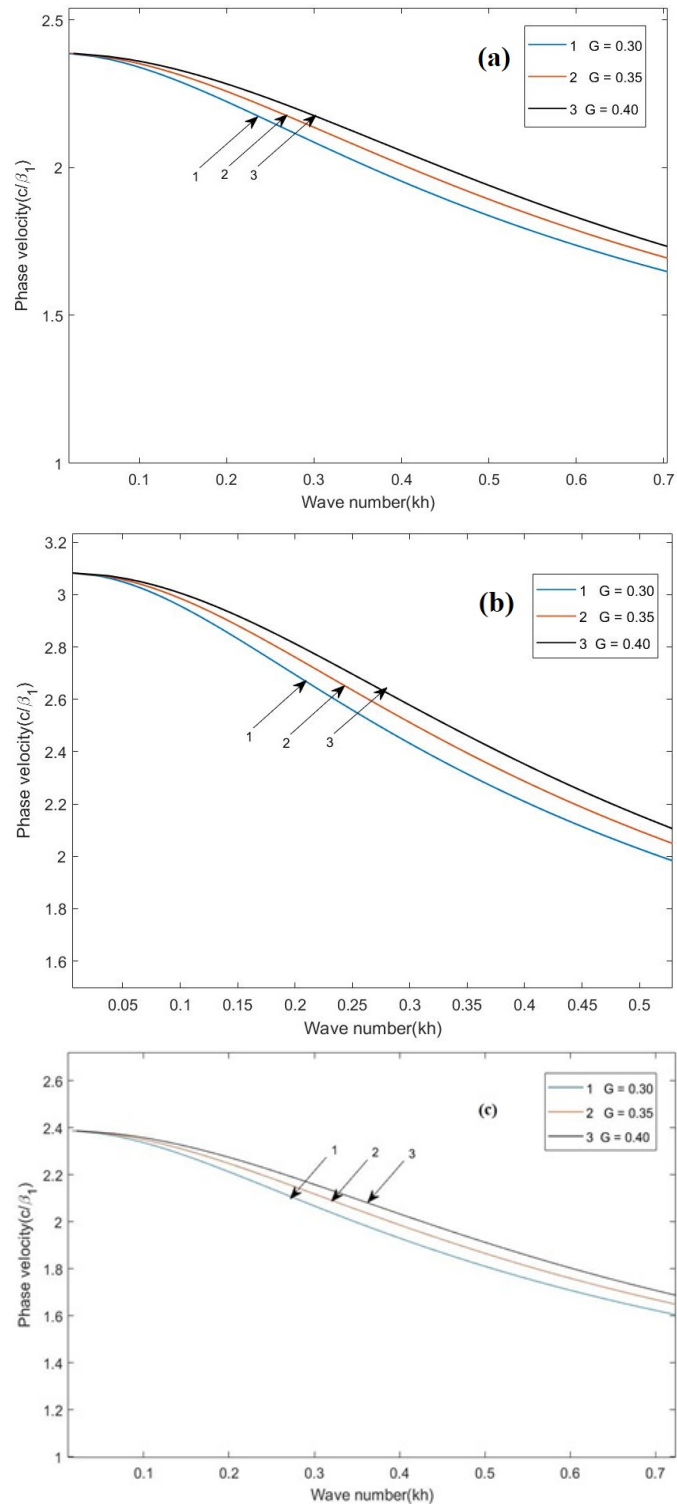 2.5
(a)
1 G = 0.30
2 G = 0.35
3 G = 0.40
2
1 2 3
1.5
1
Phase velocity(c/β1)
0.1 0.2 0.3 0.4 0.5 0.6 0.7
Wave number(kh)
3.2
3
(b)
1 G = 0.30
2 G = 0.35
3 G = 0.40
2.8
2.6
1 2 3
2.4
2.2
2
1.8
1.6
Phase velocity(c/β1)
0.05 0.1 0.15 0.2 0.25 0.3 0.35 0.4 0.45 0.5
Wave number(kh)
2.6
(c)
1 G = 0.30
2 G = 0.35
3 G = 0.40
2.4
1 2 3
2.2
2
1.8
1.6
1.4
1.2
1
Phase velocity(c/β1)
0.1 0.2 0.3 0.4 0.5 0.6 0.7
Wave number(kh)